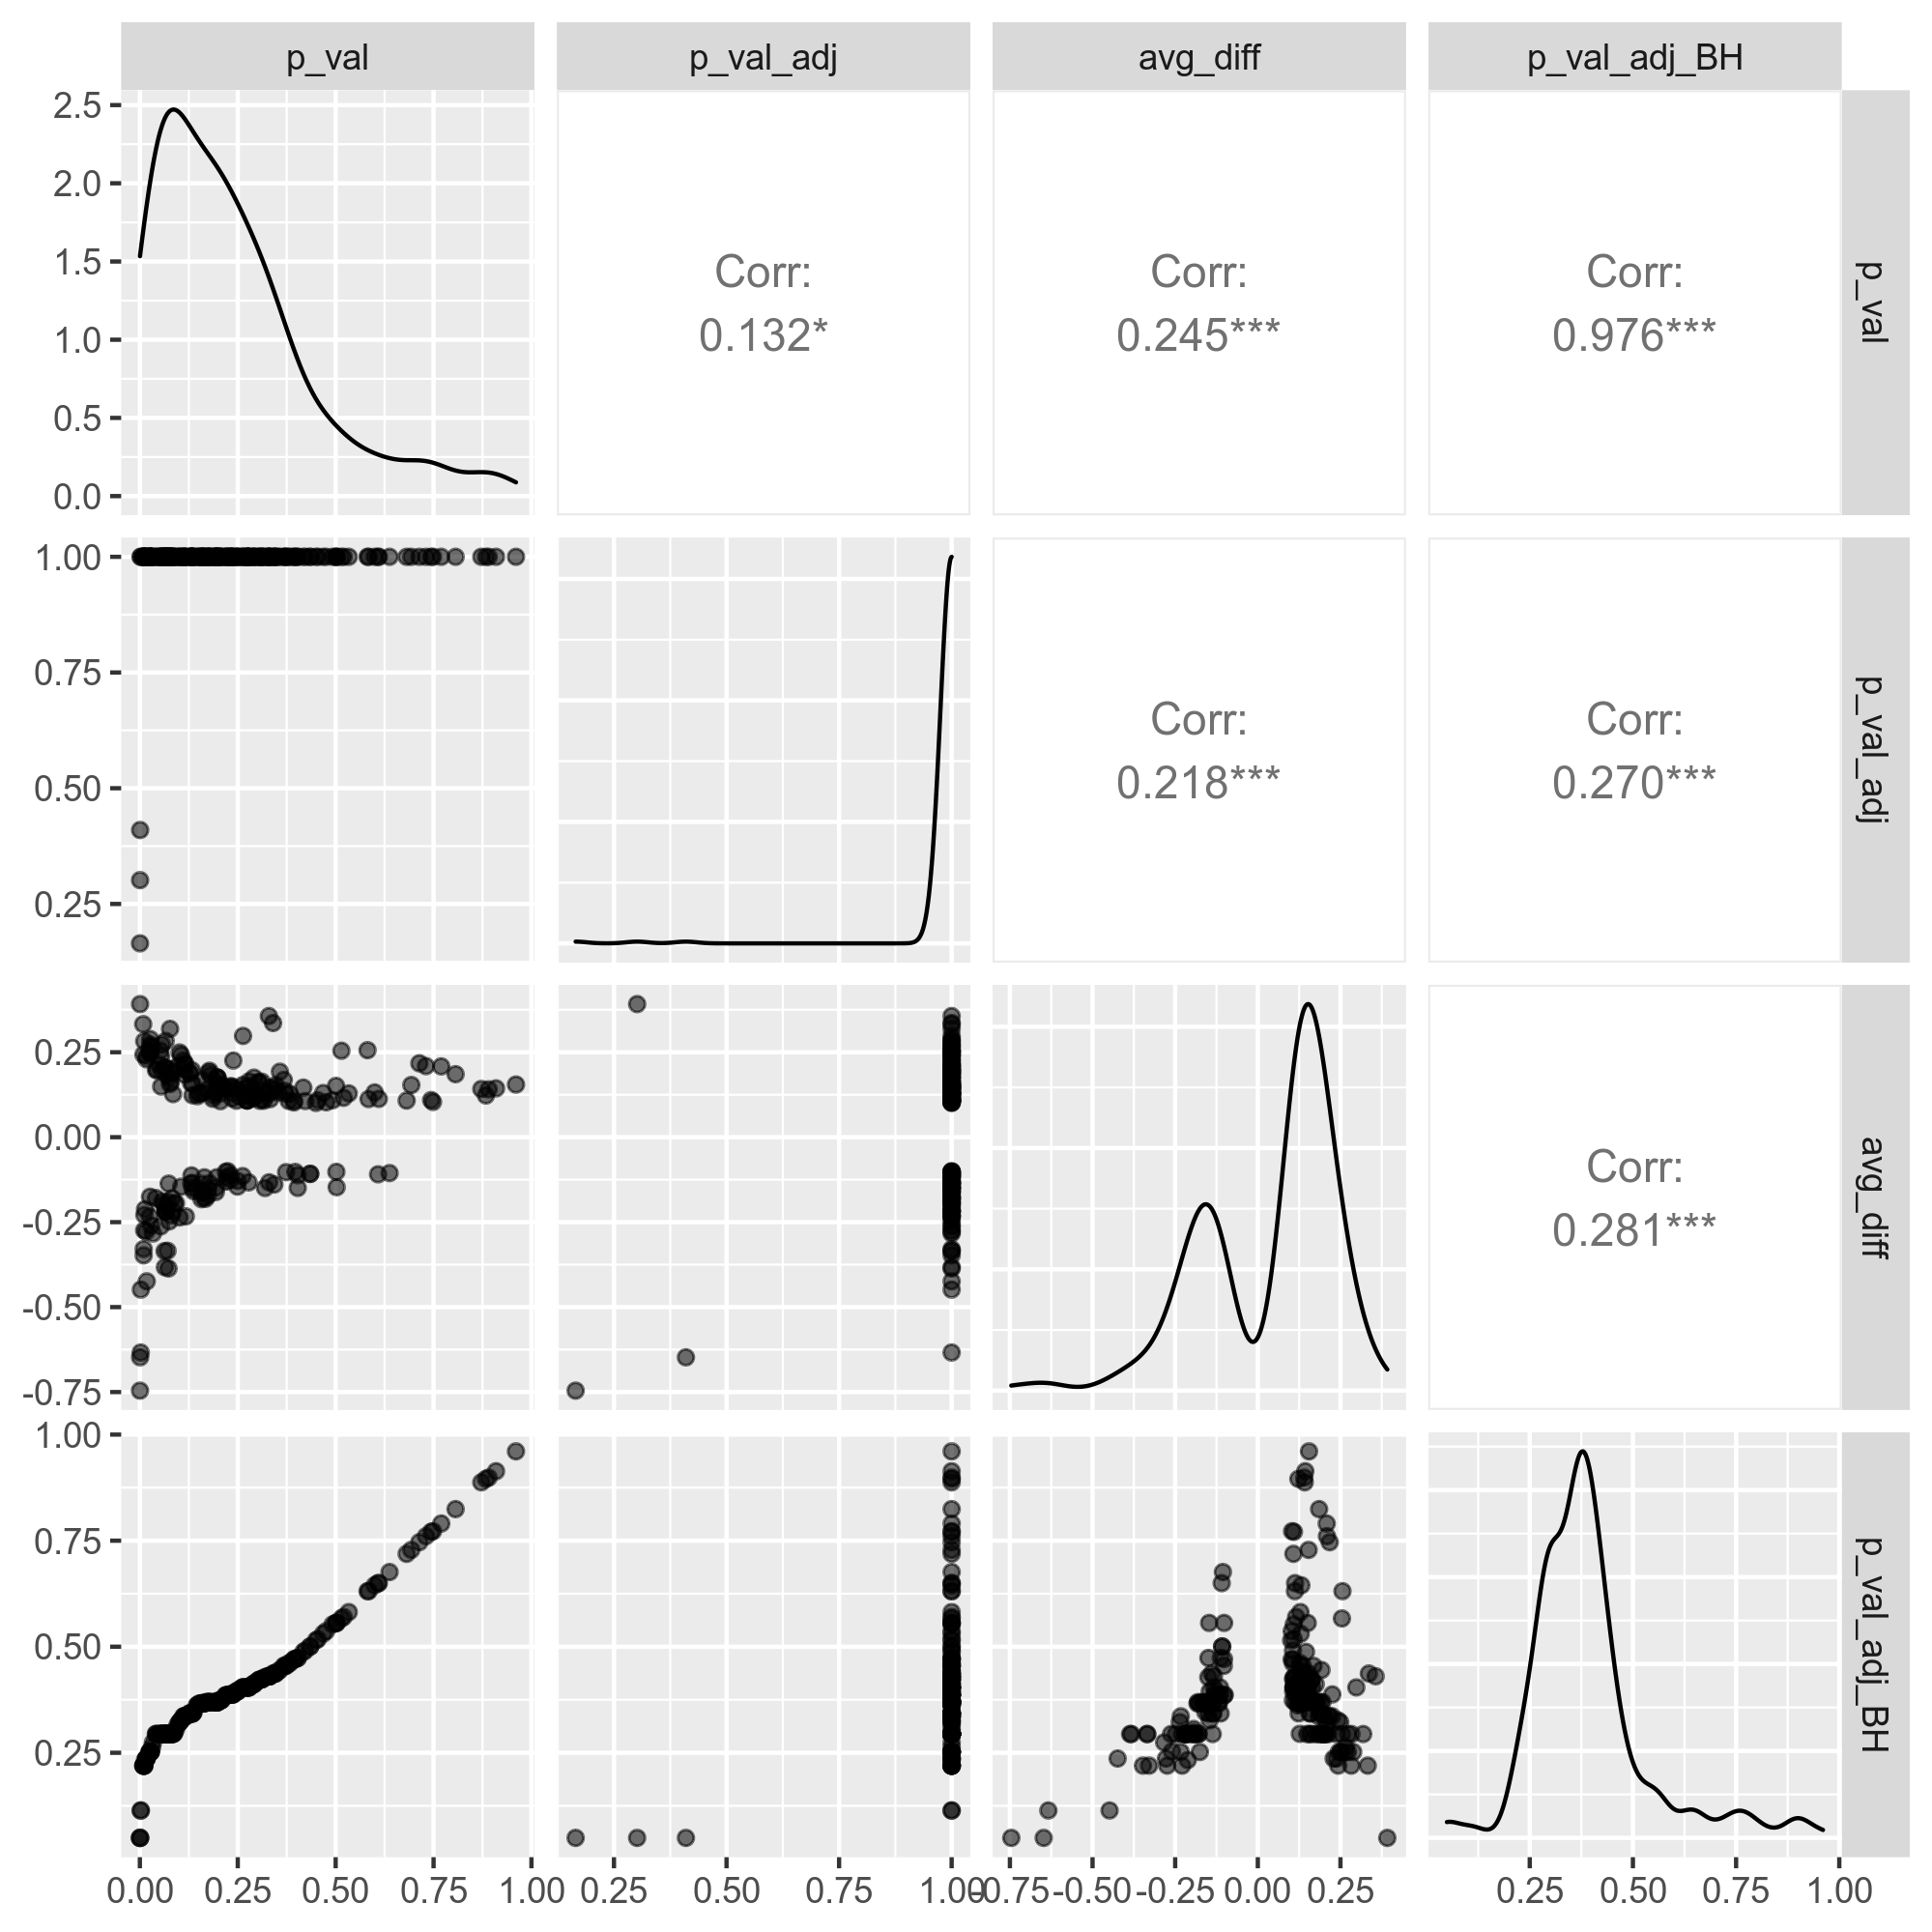 p_val p_val_adj avg_diff p_val_adj_BH
2.5
2.0
1.5
1.0
0.5
0.0
Corr:
0.132*
Corr:
0.245***
Corr:
0.976***
p_val
1.00
0.75
0.50
0.25
Corr:
0.218***
Corr:
0.270***
p_val_adj
0.25
0.00
-0.25
-0.50
-0.75
Corr:
0.281***
avg_diff
1.00
0.75
0.50
0.25
p_val_adj_BH
0.00 0.25 0.50 0.75 1.00
0.25 0.50 0.75 1.00
-0.75 -0.50 -0.25 0.00 0.25
0.25 0.50 0.75 1.00